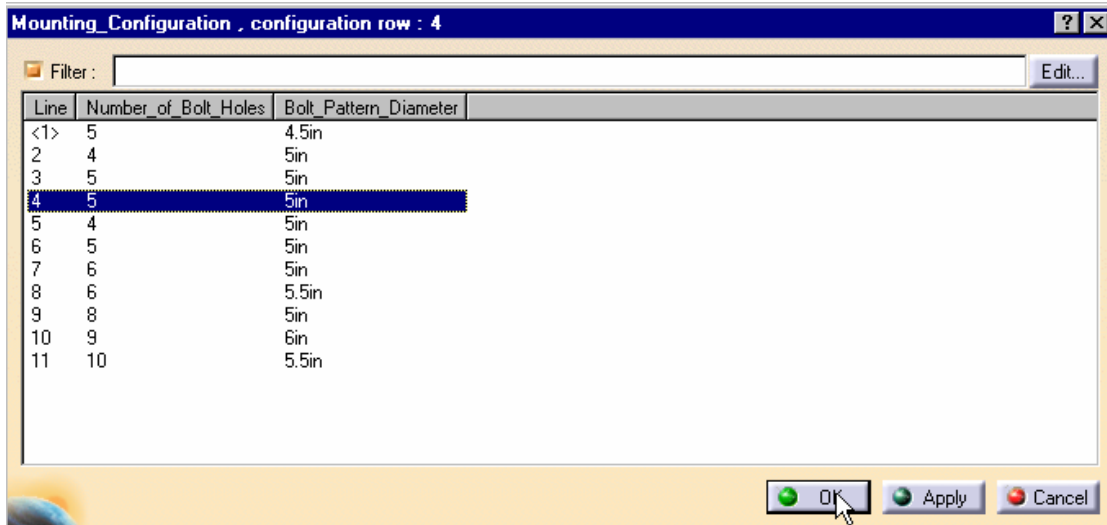 Mounting_Configuration , configuration row : 4
Filter :
Edit...
Line Number_of_Bolt_Holes Bolt_Pattern_Diameter
<1> 5 4.5in
2 4 5in
3 5 5in
4 5 5in
5 4 5in
6 5 5in
7 6 5in
8 6 5.5in
9 8 5in
10 9 6in
11 10 5.5in
OK Apply Cancel